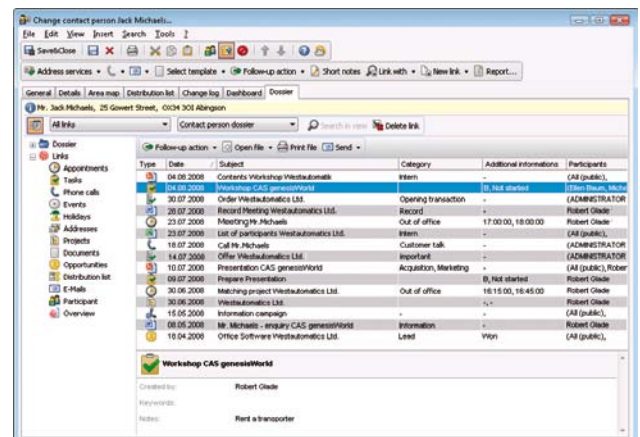 Change contact person Jack Michaels...
File Edit View Insert Search Tools ?
Save&Close
Address services Select template Follow-up action Short notes Link with New link Report...
General Details Area map Distribution list Change log Dashboard Dossier
Mr. Jack Michaels, 25 Gowert Street, OX14 3OJ Abingson
All links Contact person dossier Search in view Delete link
Dossier
Links
Appointments
Tasks
Phone calls
Events
Holidays
Addresses
Projects
Documents
Opportunities
Distribution list
E-Mails
Participant
Overview
Follow-up action Open file Print file Send
Type Date / Subject Category Additional informations Participants
04.08.2008 Contents Workshop Westautomatik Intern - (All (public),
04.08.2008 Workshop CAS genesisWorld B, Not started (Ellen Baum, Miche
30.07.2008 Order Westautomatics Ltd. Opening transaction - (ADMINISTRATOR
28.07.2008 Record Meeting Westautomatics Ltd. Record - Robert Glade
23.07.2008 Meeting Mr. Michaels Out of office 17:00:00, 18:00:00 Robert Glade
23.07.2008 List of participants Westautomatics Ltd. Intern - (All (public),
18.07.2008 Call Mr. Michaels Customer talk - (ADMINISTRATOR
14.07.2008 Offer Westautomatics Ltd. Important - (ADMINISTRATOR
10.07.2008 Presentation CAS genesisWorld Acquisition, Marketing - (All (public), Rober
09.07.2008 Prepare Presentation B, Not started Robert Glade
30.06.2008 Matching project Westautomatics Ltd. Out of office 16:15:00, 16:45:00 Robert Glade
30.06.2008 Westautomatics Ltd. -, - Robert Glade
15.05.2008 Information campaign - (All (public),
08.05.2008 Mr. Michaels - enquiry CAS genesisWorld Information - Robert Glade
18.04.2008 Office Software Westautomatics Ltd. Lead Won (All (public),
Workshop CAS genesisWorld
Created by: Robert Glade
Keywords:
Notes: Rent a transporter